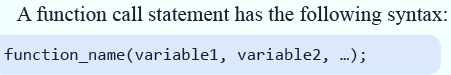 A function call statement has the following syntax:
function_name(variable1, variable2, …);